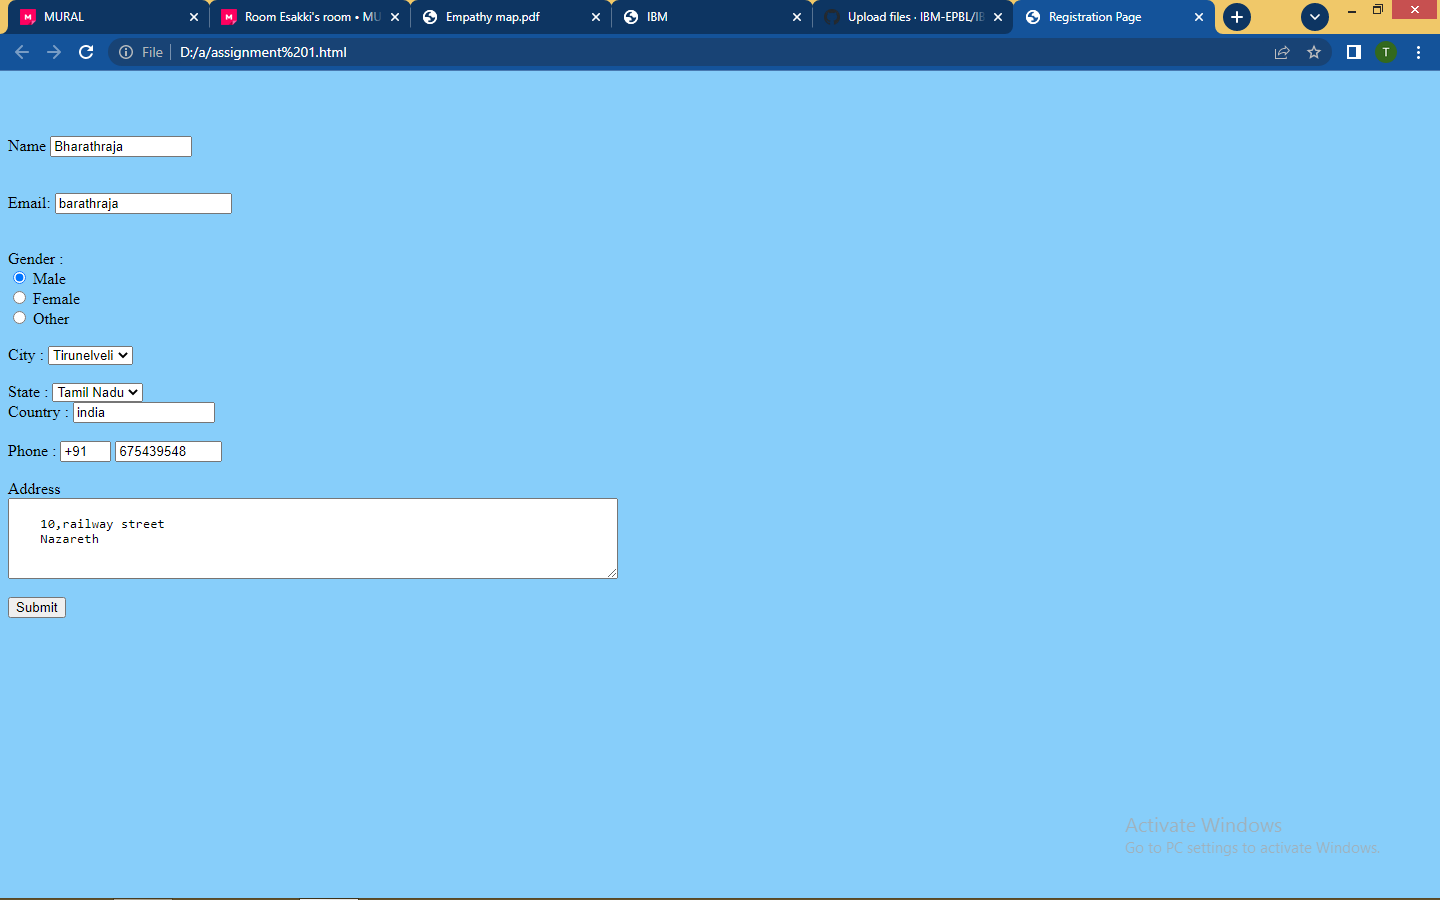 MURAL
Room Esakki's room • MU
Empathy map.pdf
IBM
Upload files · IBM-EPBL/IB
Registration Page
File
D:/a/assignment%201.html
T
Name Bharathraja
Email: barathraja
Gender :
Male
Female
Other
City : Tirunelveli
State : Tamil Nadu
Country : india
Phone : +91 675439548
Address
10,railway street
Nazareth
Submit
Activate Windows
Go to PC settings to activate Windows.